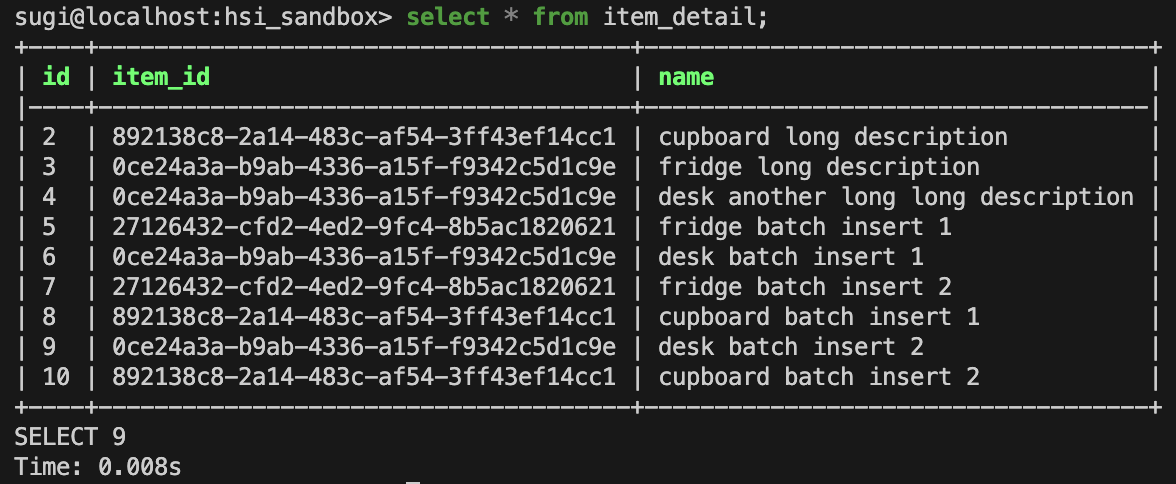 sugi@localhost:hsi_sandbox> select * from item_detail;
+----+--------------------------------------+---------------------------------------+
| id | item_id                              | name                                  |
|----+--------------------------------------+---------------------------------------|
| 2  | 892138c8-2a14-483c-af54-3ff43ef14cc1 | cupboard long description             |
| 3  | 0ce24a3a-b9ab-4336-a15f-f9342c5d1c9e | fridge long description               |
| 4  | 0ce24a3a-b9ab-4336-a15f-f9342c5d1c9e | desk another long long description    |
| 5  | 27126432-cfd2-4ed2-9fc4-8b5ac1820621 | fridge batch insert 1                 |
| 6  | 0ce24a3a-b9ab-4336-a15f-f9342c5d1c9e | desk batch insert 1                   |
| 7  | 27126432-cfd2-4ed2-9fc4-8b5ac1820621 | fridge batch insert 2                 |
| 8  | 892138c8-2a14-483c-af54-3ff43ef14cc1 | cupboard batch insert 1               |
| 9  | 0ce24a3a-b9ab-4336-a15f-f9342c5d1c9e | desk batch insert 2                   |
| 10 | 892138c8-2a14-483c-af54-3ff43ef14cc1 | cupboard batch insert 2               |
+----+--------------------------------------+---------------------------------------+
SELECT 9
Time: 0.008s